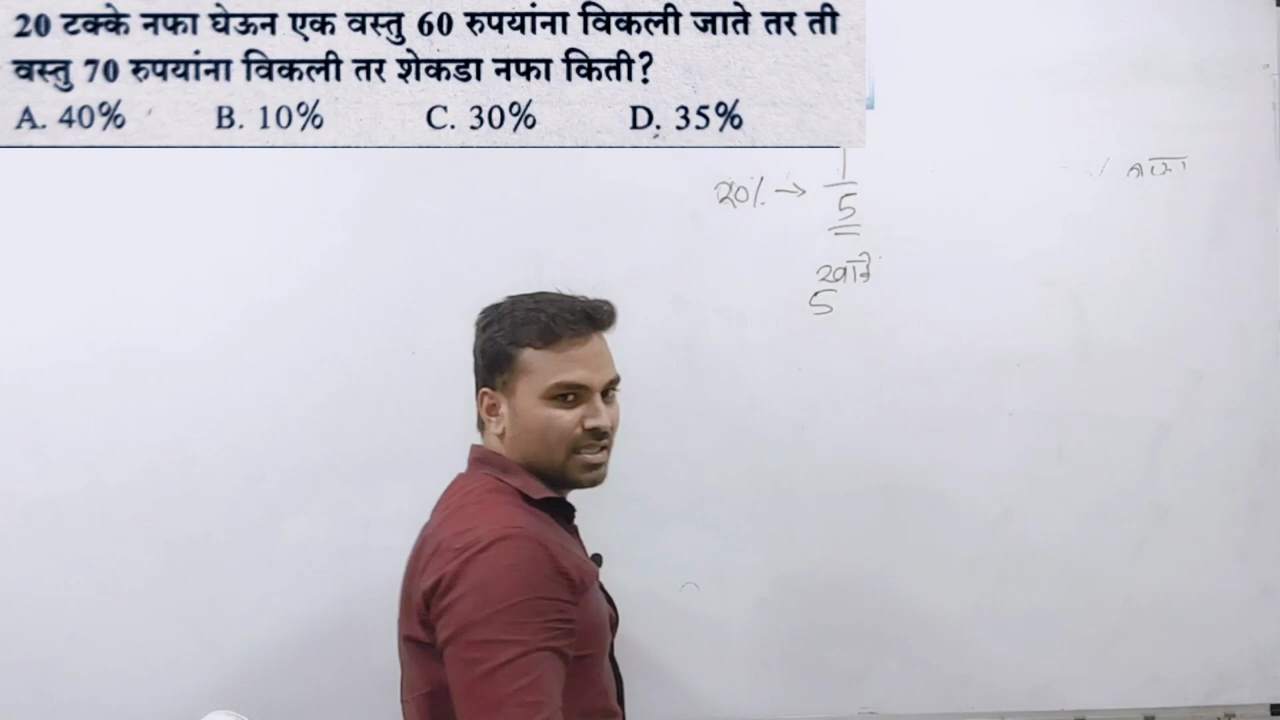 20 टक्के नफा घेऊन एक वस्तु 60 रुपयांना विकली जाते तर ती
वस्तु 70 रुपयांना विकली तर शेकडा नफा किती?
A. 40% B. 10% C. 30% D. 35%
20% → 1/5
5